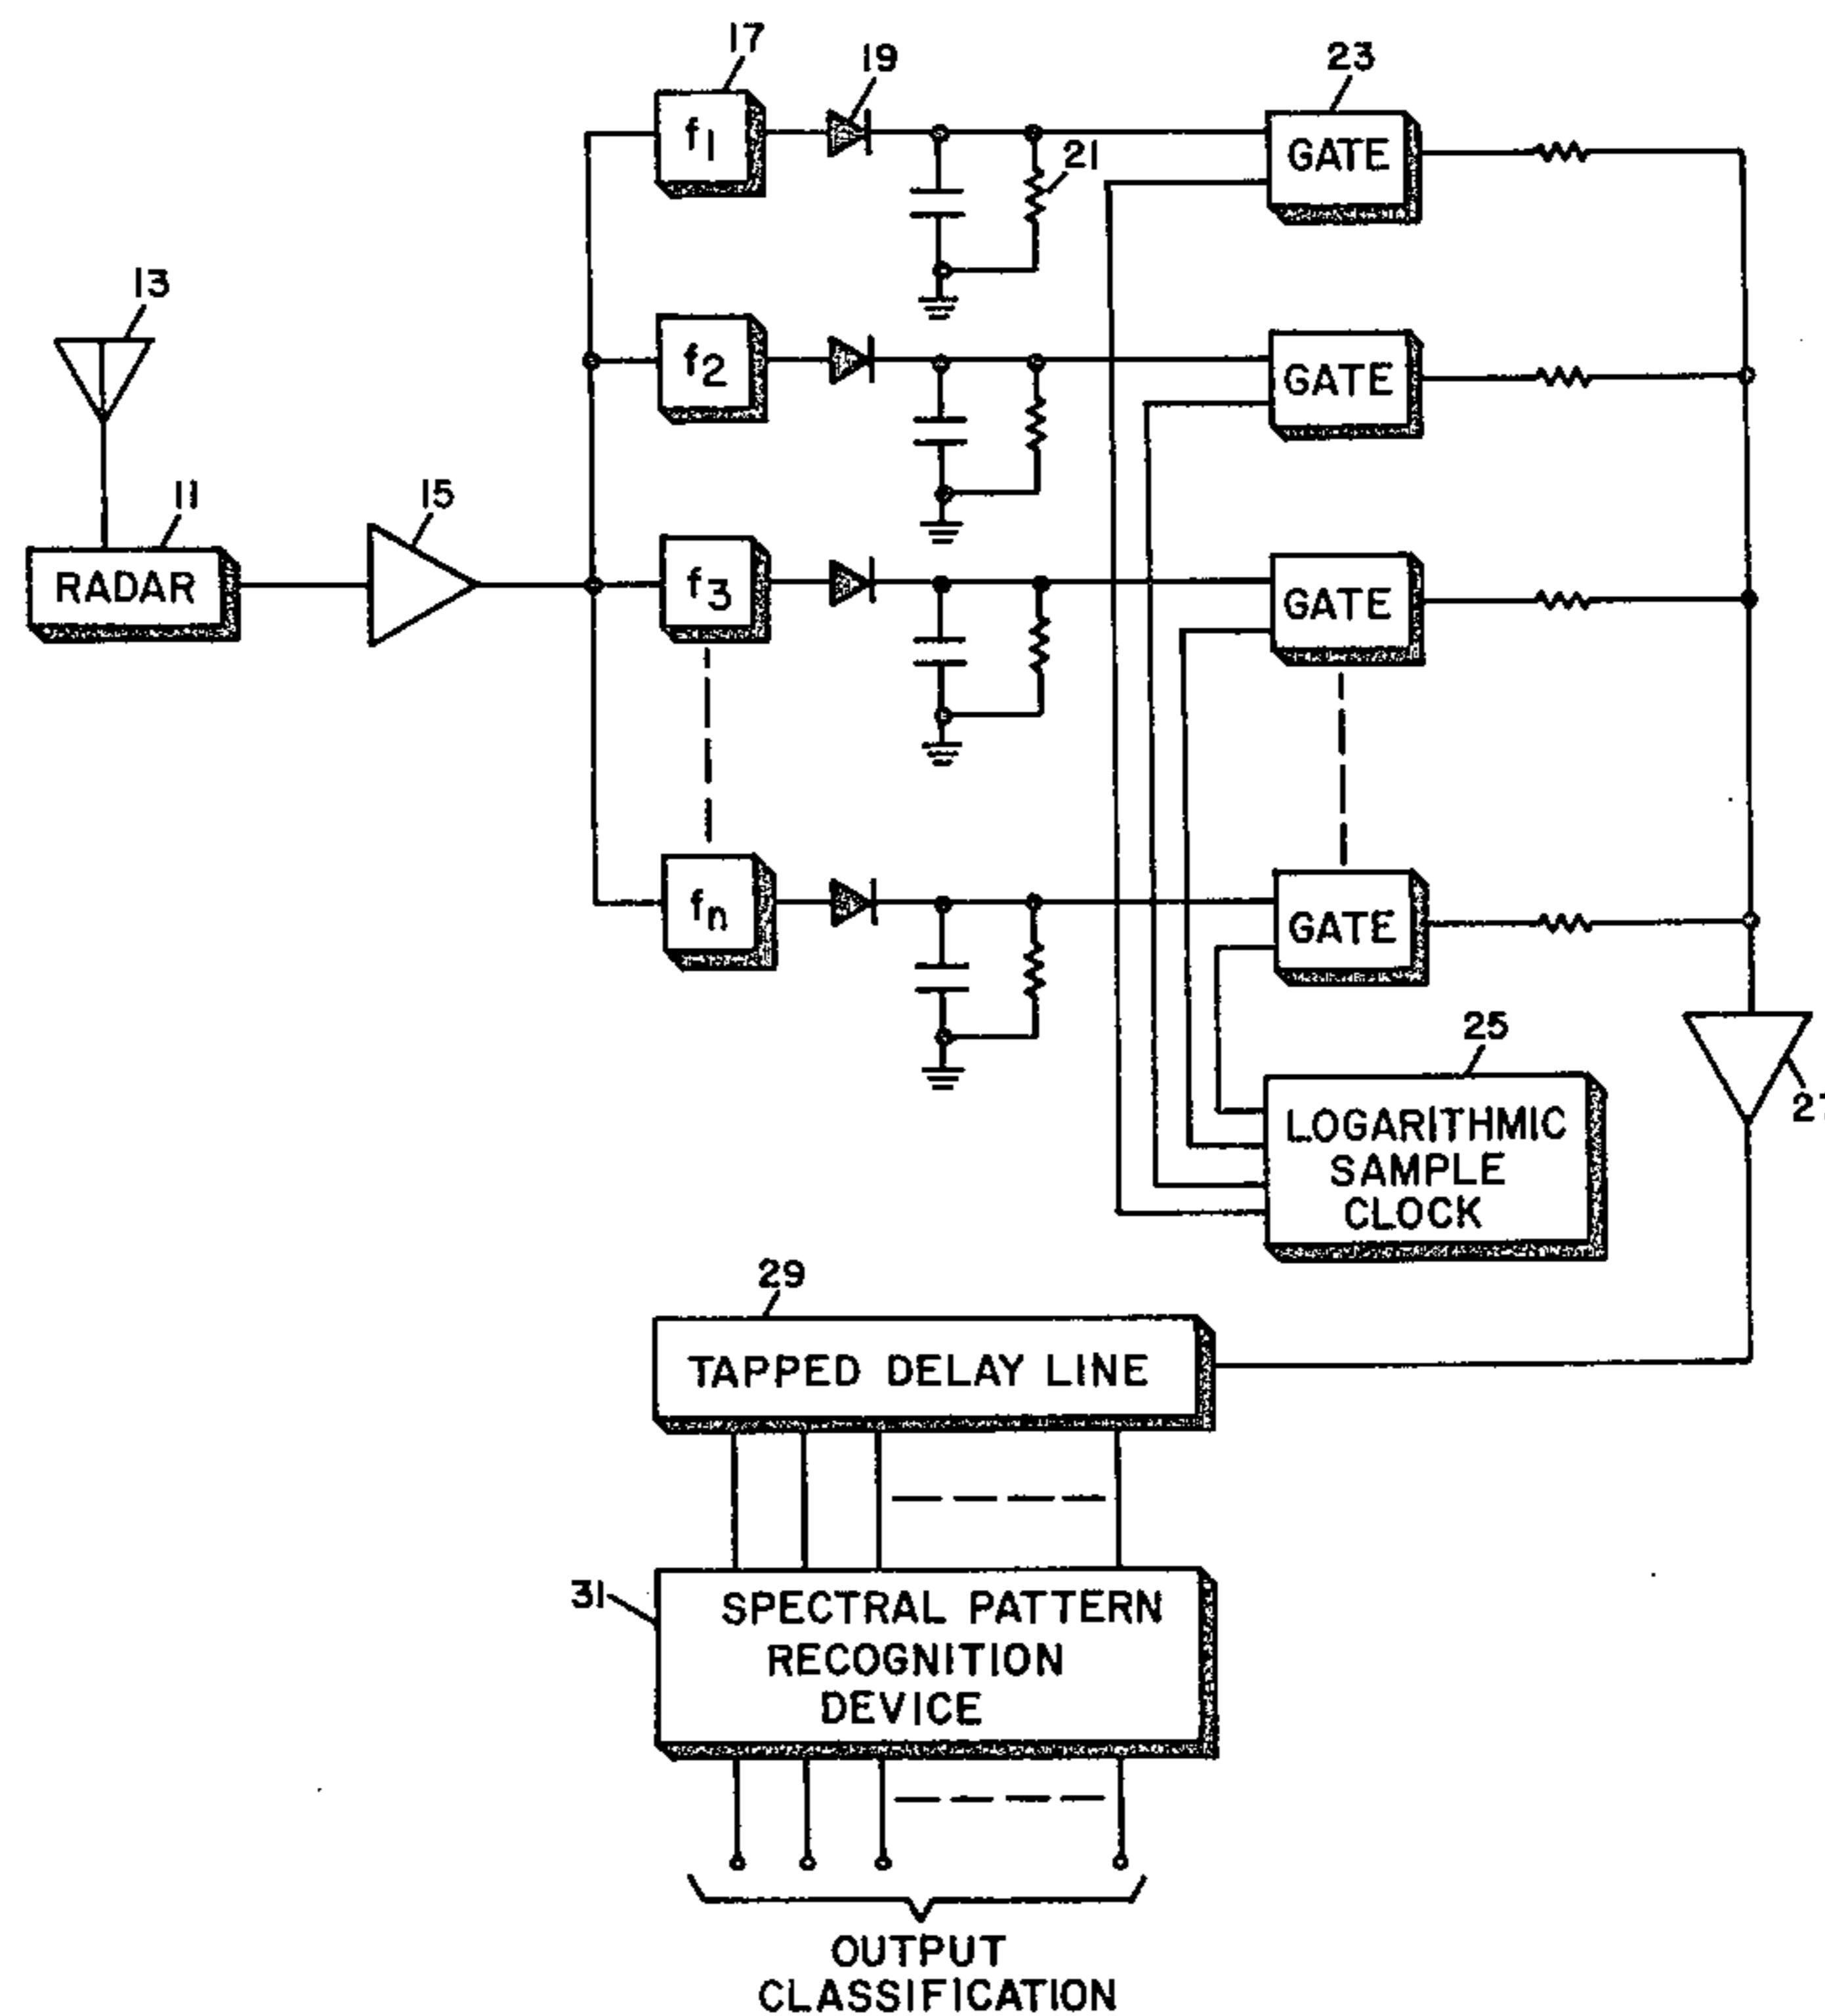 17
19
23
f1
GATE
21
13
f2
GATE
11
15
RADAR
f3
GATE
fn
GATE
25
27
LOGARITHMIC
SAMPLE
CLOCK
29
TAPPED DELAY LINE
31
SPECTRAL PATTERN
RECOGNITION
DEVICE
OUTPUT
CLASSIFICATION